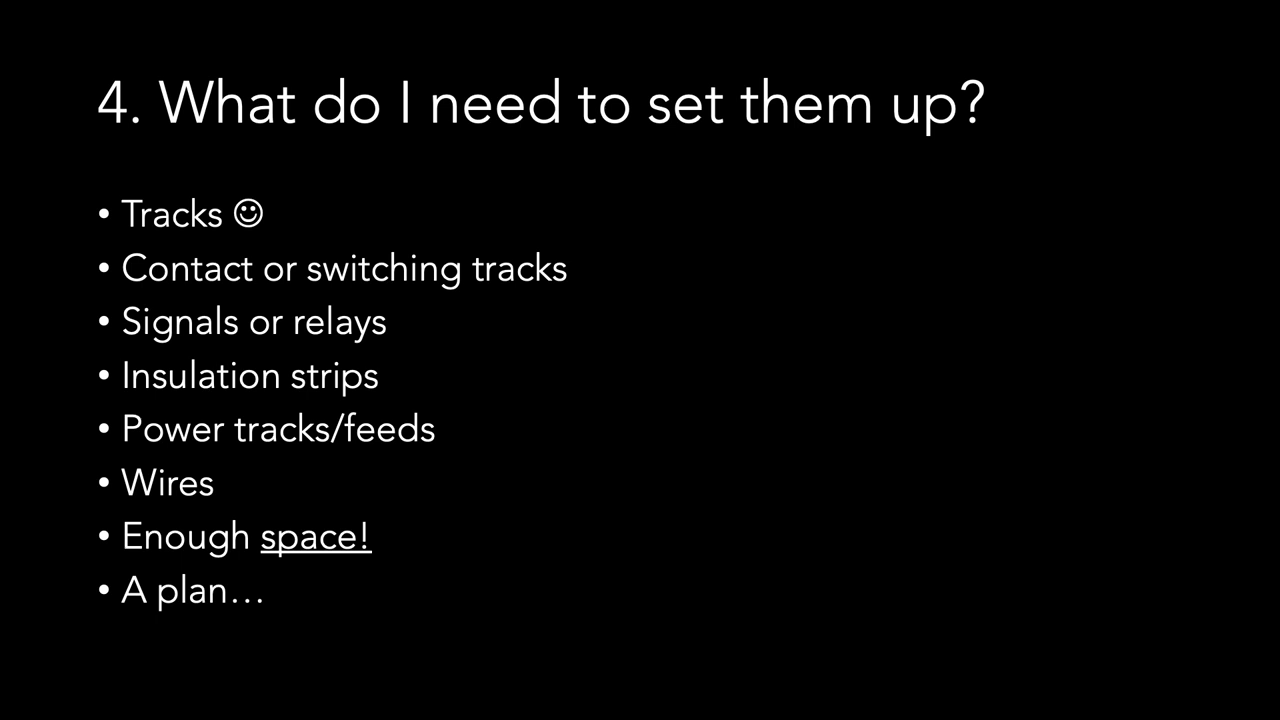 4. What do I need to set them up?
• Tracks ☺
• Contact or switching tracks
• Signals or relays
• Insulation strips
• Power tracks/feeds
• Wires
• Enough space!
• A plan…